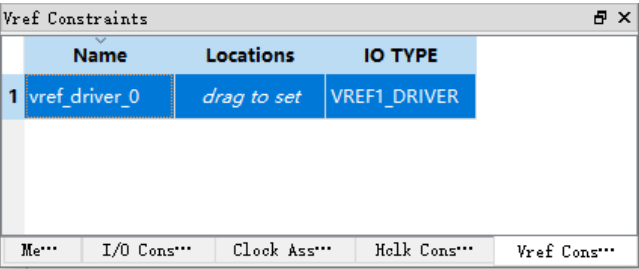 Vref Constraints
Name Locations IO TYPE
1 vref_driver_0 drag to set VREF1_DRIVER
Me··· I/O Cons··· Clock Ass··· Hclk Cons··· Vref Cons···